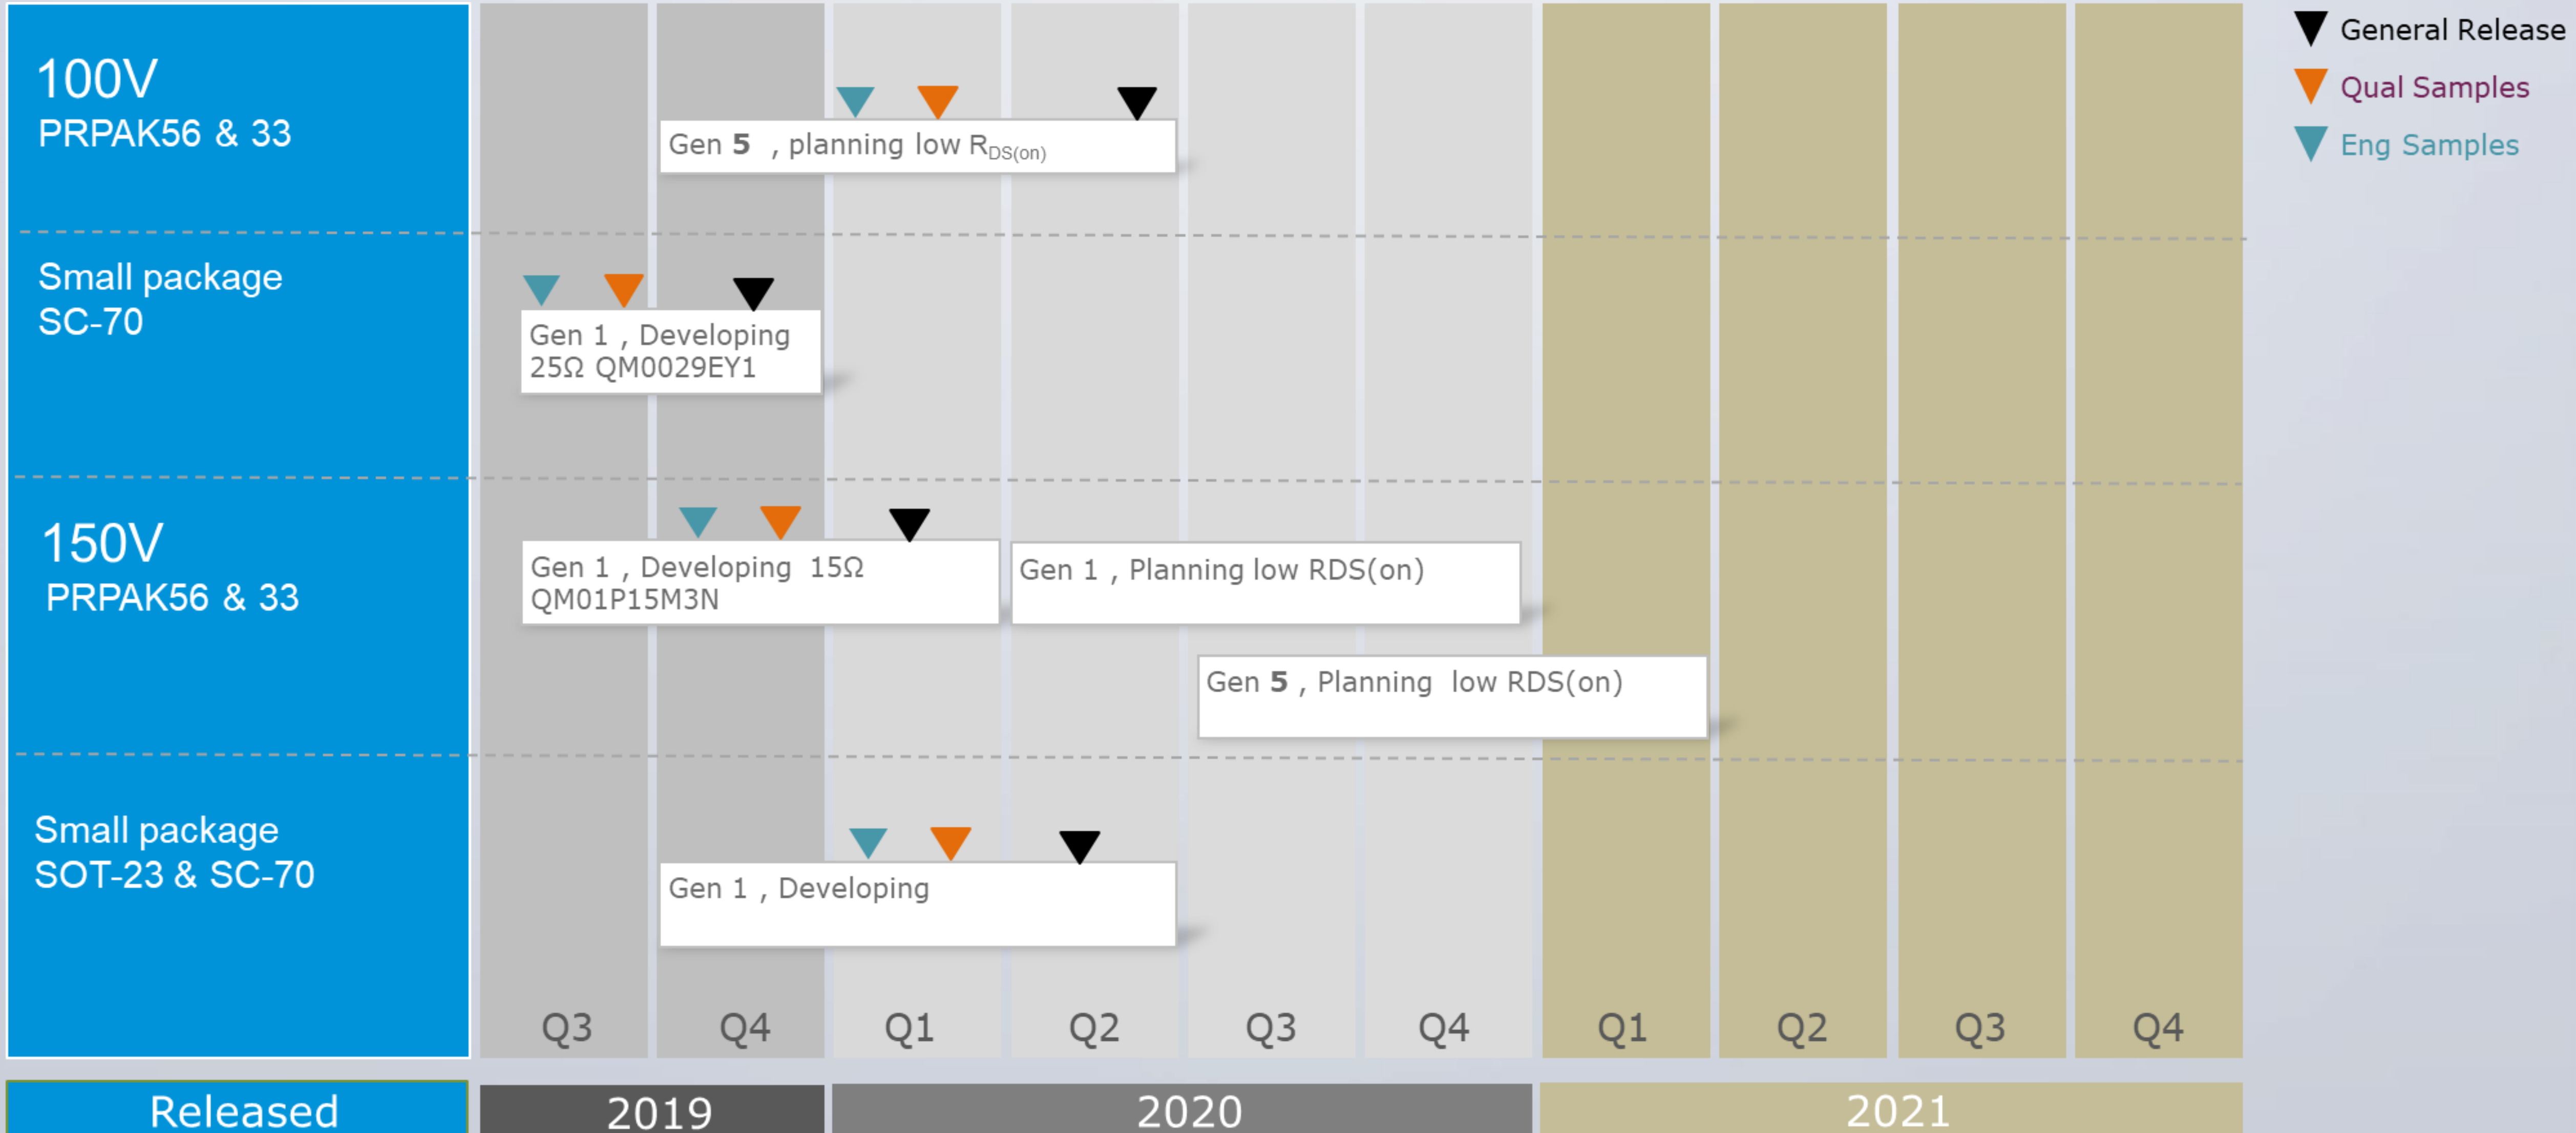 General Release
Qual Samples
Eng Samples
100V
PRPAK56 & 33
Gen 5 , planning low RDS(on)
Small package
SC-70
Gen 1 , Developing
25Ω QM0029EY1
150V
PRPAK56 & 33
Gen 1 , Developing 15Ω
QM01P15M3N
Gen 1 , Planning low RDS(on)
Gen 5 , Planning low RDS(on)
Small package
SOT-23 & SC-70
Gen 1 , Developing
Q3 Q4 Q1 Q2 Q3 Q4 Q1 Q2 Q3 Q4
Released 2019 2020 2021